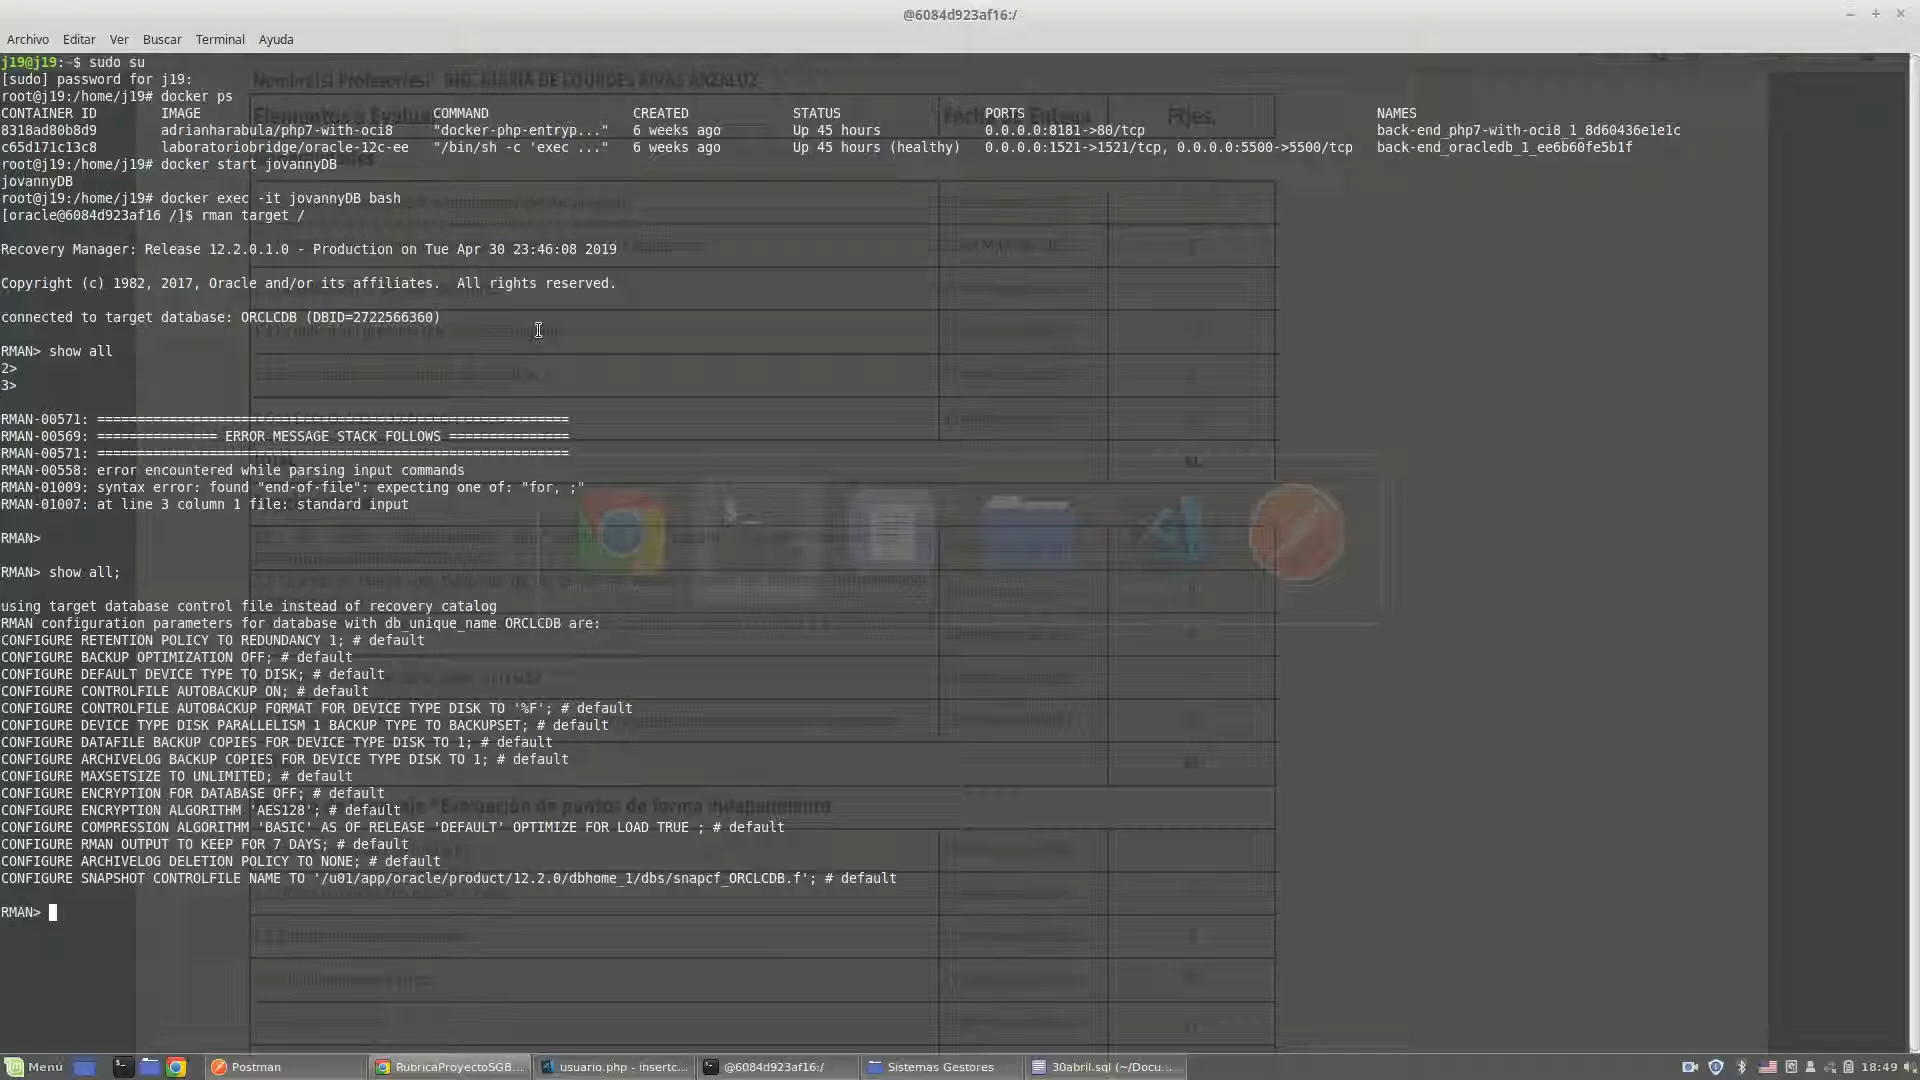 @6084d923af16:/
Archivo Editar Ver Buscar Terminal Ayuda
j19@j19:~$ sudo su
[sudo] password for j19:
root@j19:/home/j19# docker ps
CONTAINER ID IMAGE COMMAND CREATED STATUS PORTS NAMES
8318ad80b8d9 adrianharabula/php7-with-oci8 "docker-php-entryp..." 6 weeks ago Up 45 hours 0.0.0.0:8181->80/tcp back-end_php7-with-oci8_1_8d60436e1e1c
c65d171c13c8 laboratoriobridge/oracle-12c-ee "/bin/sh -c 'exec ..." 6 weeks ago Up 45 hours (healthy) 0.0.0.0:1521->1521/tcp, 0.0.0.0:5500->5500/tcp back-end_oracledb_1_ee6b60fe5b1f
root@j19:/home/j19# docker start jovannyDB
jovannyDB
root@j19:/home/j19# docker exec -it jovannyDB bash
[oracle@6084d923af16 /]$ rman target /
Recovery Manager: Release 12.2.0.1.0 - Production on Tue Apr 30 23:46:08 2019
Copyright (c) 1982, 2017, Oracle and/or its affiliates. All rights reserved.
connected to target database: ORCLCDB (DBID=2722566360)
RMAN> show all
2>
3>
RMAN-00571: ===========================================================
RMAN-00569: =============== ERROR MESSAGE STACK FOLLOWS ===============
RMAN-00571: ===========================================================
RMAN-00558: error encountered while parsing input commands
RMAN-01009: syntax error: found "end-of-file": expecting one of: "for, ;"
RMAN-01007: at line 3 column 1 file: standard input
RMAN>
RMAN> show all;
using target database control file instead of recovery catalog
RMAN configuration parameters for database with db_unique_name ORCLCDB are:
CONFIGURE RETENTION POLICY TO REDUNDANCY 1; # default
CONFIGURE BACKUP OPTIMIZATION OFF; # default
CONFIGURE DEFAULT DEVICE TYPE TO DISK; # default
CONFIGURE CONTROLFILE AUTOBACKUP ON; # default
CONFIGURE CONTROLFILE AUTOBACKUP FORMAT FOR DEVICE TYPE DISK TO '%F'; # default
CONFIGURE DEVICE TYPE DISK PARALLELISM 1 BACKUP TYPE TO BACKUPSET; # default
CONFIGURE DATAFILE BACKUP COPIES FOR DEVICE TYPE DISK TO 1; # default
CONFIGURE ARCHIVELOG BACKUP COPIES FOR DEVICE TYPE DISK TO 1; # default
CONFIGURE MAXSETSIZE TO UNLIMITED; # default
CONFIGURE ENCRYPTION FOR DATABASE OFF; # default
CONFIGURE ENCRYPTION ALGORITHM 'AES128'; # default
CONFIGURE COMPRESSION ALGORITHM 'BASIC' AS OF RELEASE 'DEFAULT' OPTIMIZE FOR LOAD TRUE ; # default
CONFIGURE RMAN OUTPUT TO KEEP FOR 7 DAYS; # default
CONFIGURE ARCHIVELOG DELETION POLICY TO NONE; # default
CONFIGURE SNAPSHOT CONTROLFILE NAME TO '/u01/app/oracle/product/12.2.0/dbhome_1/dbs/snapcf_ORCLCDB.f'; # default
RMAN>
Menú Postman RubricaProyectoSGB... usuario.php - insertc... @6084d923af16:/ Sistemas Gestores 30abril.sql (~/Docu... 18:49